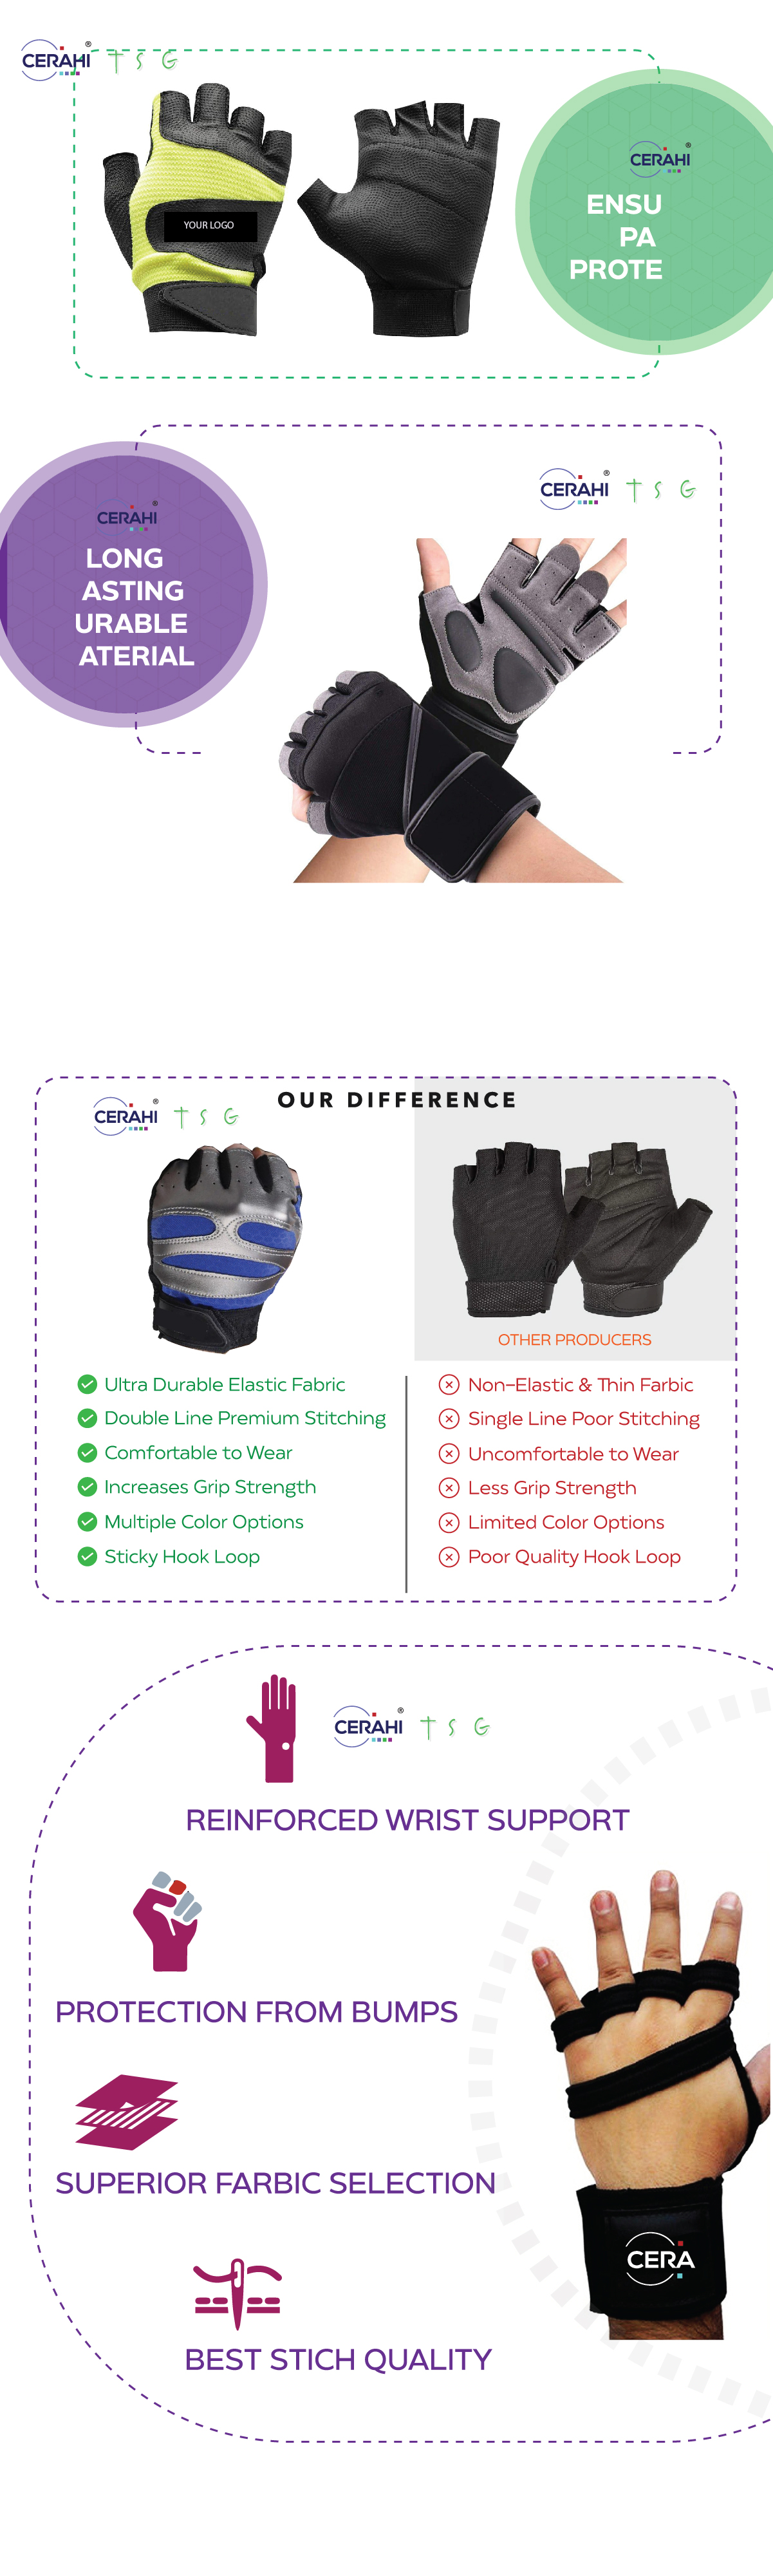 CERAHI ® T S G
YOUR LOGO
CERAHI ®
ENSU
PA
PROTE
CERAHI ®
LONG
ASTING
URABLE
ATERIAL
CERAHI ® T S G
OUR DIFFERENCE
CERAHI ® T S G
OTHER PRODUCERS
Ultra Durable Elastic Fabric
Double Line Premium Stitching
Comfortable to Wear
Increases Grip Strength
Multiple Color Options
Sticky Hook Loop
Non-Elastic & Thin Farbic
Single Line Poor Stitching
Uncomfortable to Wear
Less Grip Strength
Limited Color Options
Poor Quality Hook Loop
CERAHI ® T S G
REINFORCED WRIST SUPPORT
PROTECTION FROM BUMPS
SUPERIOR FARBIC SELECTION
CERA
BEST STICH QUALITY